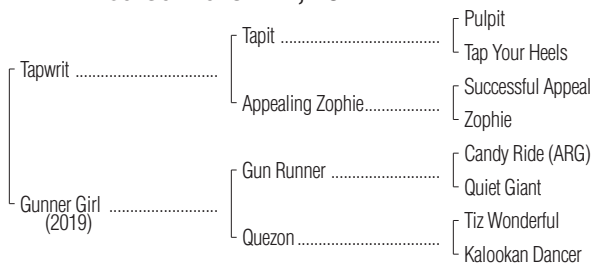 Pulpit
Tapit ........................................
Tap Your Heels
Tapwrit ....................................
Successful Appeal
Appealing Zophie...................
Zophie
Candy Ride (ARG)
Gun Runner ...........................
Quiet Giant
Gunner Girl ...........................
(2019)
Tiz Wonderful
Quezon....................................
Kalookan Dancer